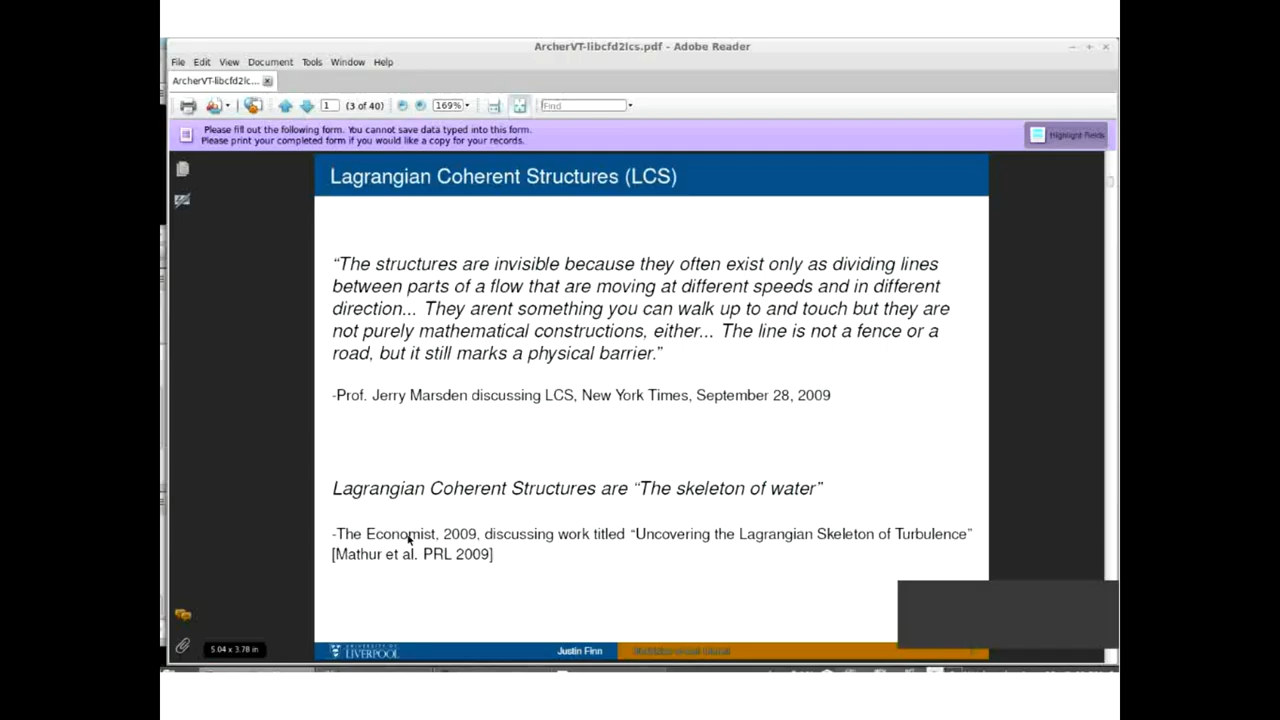 ArcherVT-libcfd2lcs.pdf - Adobe Reader
File Edit View Document Tools Window Help
ArcherVT-libcfd2lc...
1 (3 of 40) 169% Find
Please fill out the following form. You cannot save data typed into this form.
Please print your completed form if you would like a copy for your records.
Highlight Fields
Lagrangian Coherent Structures (LCS)
“The structures are invisible because they often exist only as dividing lines
between parts of a flow that are moving at different speeds and in different
direction... They arent something you can walk up to and touch but they are
not purely mathematical constructions, either... The line is not a fence or a
road, but it still marks a physical barrier.”
-Prof. Jerry Marsden discussing LCS, New York Times, September 28, 2009
Lagrangian Coherent Structures are “The skeleton of water”
-The Economist, 2009, discussing work titled “Uncovering the Lagrangian Skeleton of Turbulence”
[Mathur et al. PRL 2009]
5.04 x 3.78 in
UNIVERSITY OF
LIVERPOOL
Justin Finn